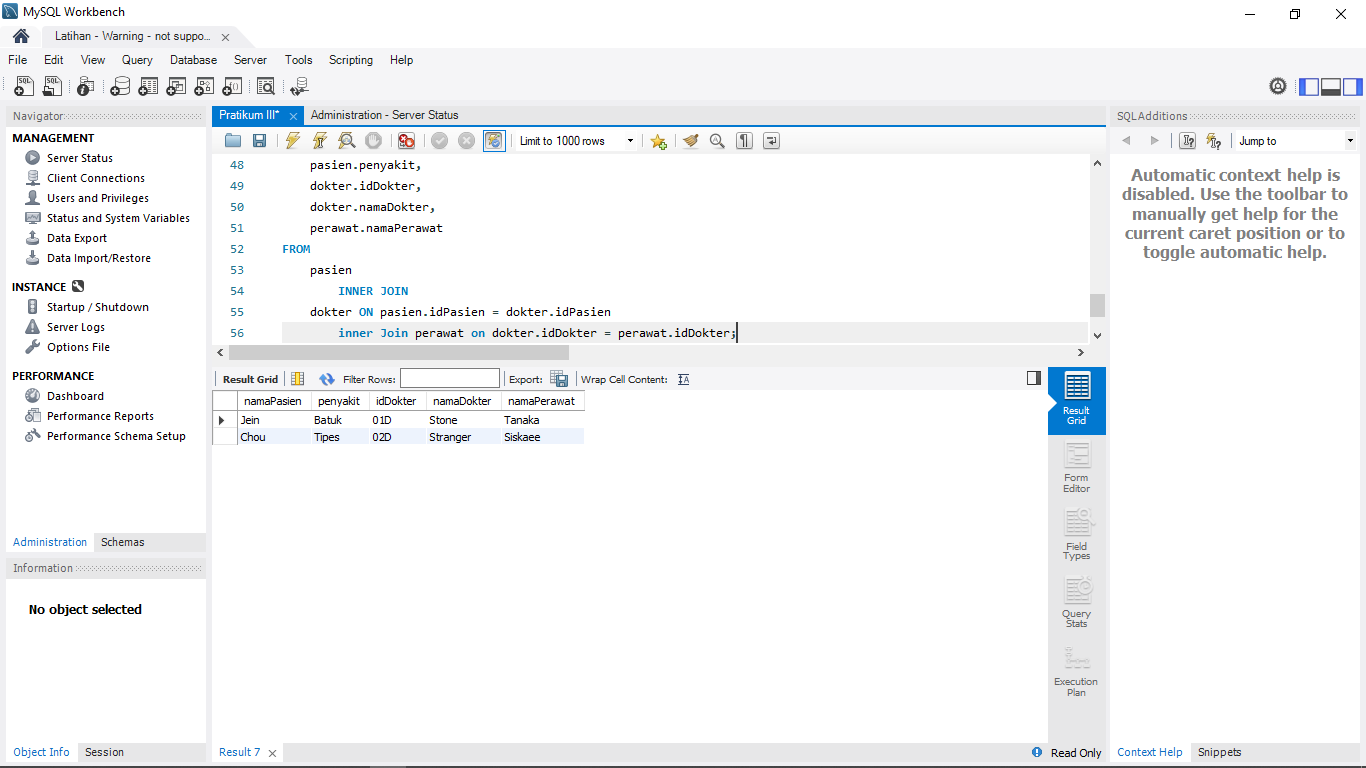 MySQL Workbench
Latihan - Warning - not suppo...
File Edit View Query Database Server Tools Scripting Help
Navigator
MANAGEMENT
Server Status
Client Connections
Users and Privileges
Status and System Variables
Data Export
Data Import/Restore
INSTANCE
Startup / Shutdown
Server Logs
Options File
PERFORMANCE
Dashboard
Performance Reports
Performance Schema Setup
Administration Schemas
Information
No object selected
Object Info Session
Pratikum III* Administration - Server Status
Limit to 1000 rows
48 pasien.penyakit,
49 dokter.idDokter,
50 dokter.namaDokter,
51 perawat.namaPerawat
52 FROM
53 pasien
54 INNER JOIN
55 dokter ON pasien.idPasien = dokter.idPasien
56 inner Join perawat on dokter.idDokter = perawat.idDokter;
Result Grid Filter Rows: Export: Wrap Cell Content:
namaPasien penyakit idDokter namaDokter namaPerawat
Jein Batuk 01D Stone Tanaka
Chou Tipes 02D Stranger Siskaee
Result
Grid
Form
Editor
Field
Types
Query
Stats
Execution
Plan
Result 7 Read Only
SQLAdditions
Jump to
Automatic context help is
disabled. Use the toolbar to
manually get help for the
current caret position or to
toggle automatic help.
Context Help Snippets